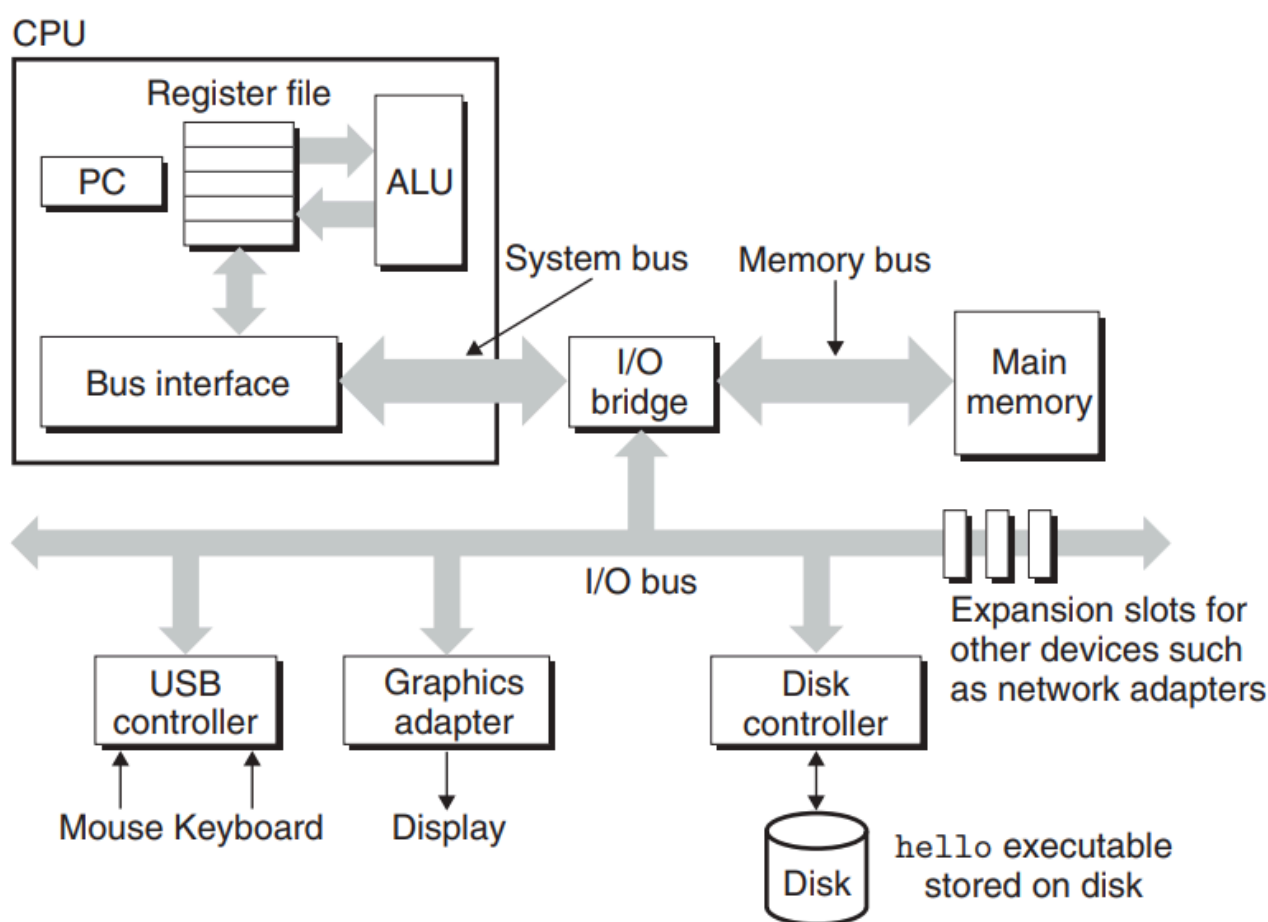 CPU
Register file
PC
ALU
System bus
Memory bus
Bus interface
I/O
bridge
Main
memory
I/O bus
Expansion slots for
other devices such
as network adapters
USB
controller
Graphics
adapter
Disk
controller
Mouse Keyboard
Display
Disk
hello executable
stored on disk